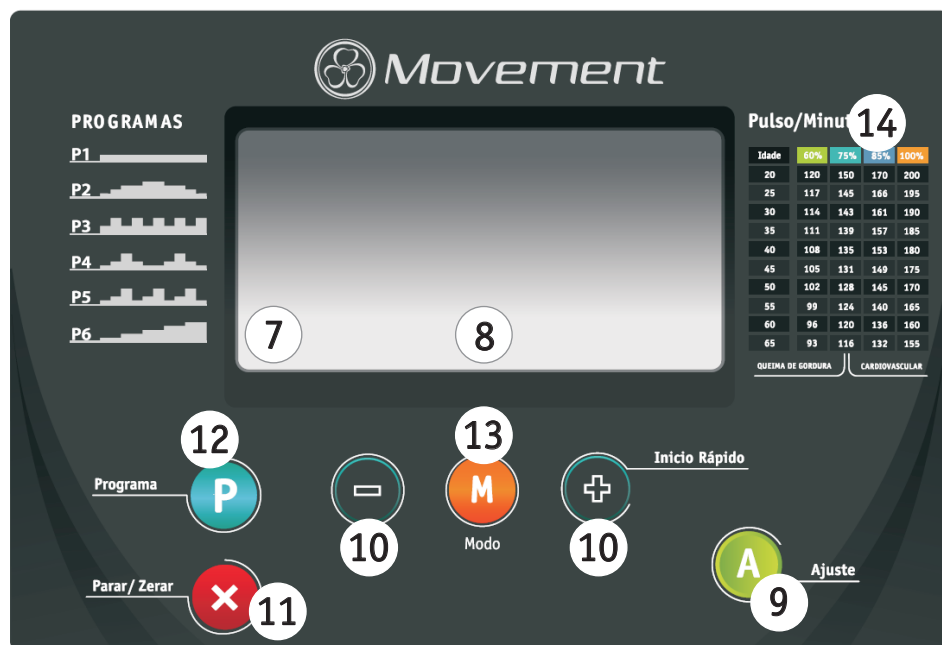 Movement
PROGRAMAS
P1
P2
P3
P4
P5
P6
7
8
14
Idade 60% 75% 85% 100%
20 120 150 170 200
25 117 145 166 195
30 114 143 161 190
35 111 139 157 185
40 108 135 153 180
45 105 131 149 175
50 102 128 145 170
55 99 124 140 165
60 96 120 136 160
65 93 116 132 155
QUEIMA DE GORDURA CARDIOVASCULAR
12
Programa P
10
13
M
Modo
Inicio Rápido
10
Parar/ Zerar
11
A Ajuste
9